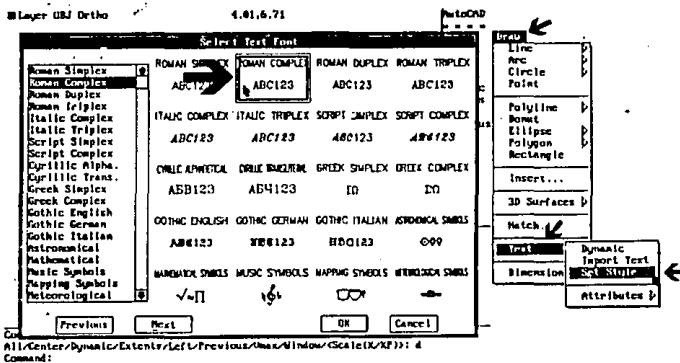 Layer OBJ Ortho 4.01,6.71 AutoCAD
Select Text Font
Roman Simplex
Roman Complex
Roman Duplex
Roman Triplex
Italic Complex
Italic Triplex
Script Simplex
Script Complex
Cyrillic Alpha.
Cyrillic Trans.
Greek Simplex
Greek Complex
Gothic English
Gothic German
Gothic Italian
Astronomical
Mathematical
Music Symbols
Mapping Symbols
Meteorological
ROMAN COMPLEX ROMAN DUPLEX ROMAN TRIPLEX
ABC123 ABC123 ABC123
ITALIC COMPLEX ITALIC TRIPLEX SCRIPT SIMPLEX SCRIPT COMPLEX
ABC123 ABC123 ABC123 ABC123
CYRILLIC ALPHABETICAL CYRILLIC TRANSLITERAL GREEK SIMPLEX GREEK COMPLEX
АБВ123 АБЧ123
GOTHIC ENGLISH GOTHIC GERMAN GOTHIC ITALIAN ASTRONOMICAL SYMBOLS
MATHEMATICAL SYMBOLS MUSIC SYMBOLS MAPPING SYMBOLS METEOROLOGICAL SYMBOLS
Previous Next OK Cancel
Draw
Line
Arc
Circle
Point
Polyline
Donut
Ellipse
Polygon
Rectangle
Insert...
3D Surfaces
Hatch
Text
Dimension
Dynamic
Import Text
Set Style
Attributes
All/Center/Dynamic/Extents/Left/Previous/Vmax/Window/<Scale(X/XP)>: d
Command: